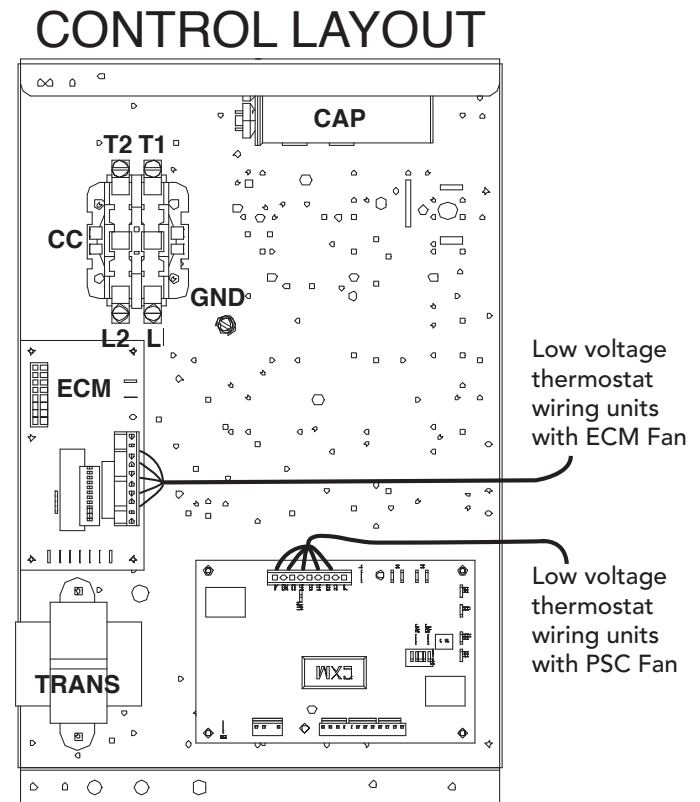 CONTROL LAYOUT
CAP
T2 T1
CC
GND
L2 L
ECM
Low voltage
thermostat
wiring units
with ECM Fan
Low voltage
thermostat
wiring units
with PSC Fan
TRANS
CXM